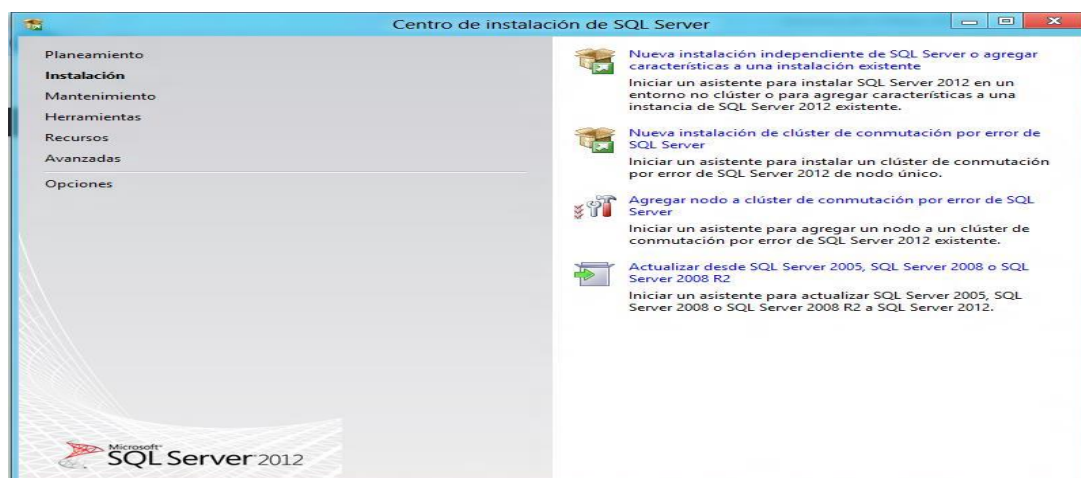 Centro de instalación de SQL Server
Planeamiento
Instalación
Mantenimiento
Herramientas
Recursos
Avanzadas
Opciones
Nueva instalación independiente de SQL Server o agregar
características a una instalación existente
Iniciar un asistente para instalar SQL Server 2012 en un
entorno no clúster o para agregar características a una
instancia de SQL Server 2012 existente.
Nueva instalación de clúster de conmutación por error de
SQL Server
Iniciar un asistente para instalar un clúster de conmutación
por error de SQL Server 2012 de nodo único.
Agregar nodo a clúster de conmutación por error de SQL
Server
Iniciar un asistente para agregar un nodo a un clúster de
conmutación por error de SQL Server 2012 existente.
Actualizar desde SQL Server 2005, SQL Server 2008 o SQL
Server 2008 R2
Iniciar un asistente para actualizar SQL Server 2005, SQL
Server 2008 o SQL Server 2008 R2 a SQL Server 2012.
Microsoft
SQL Server 2012